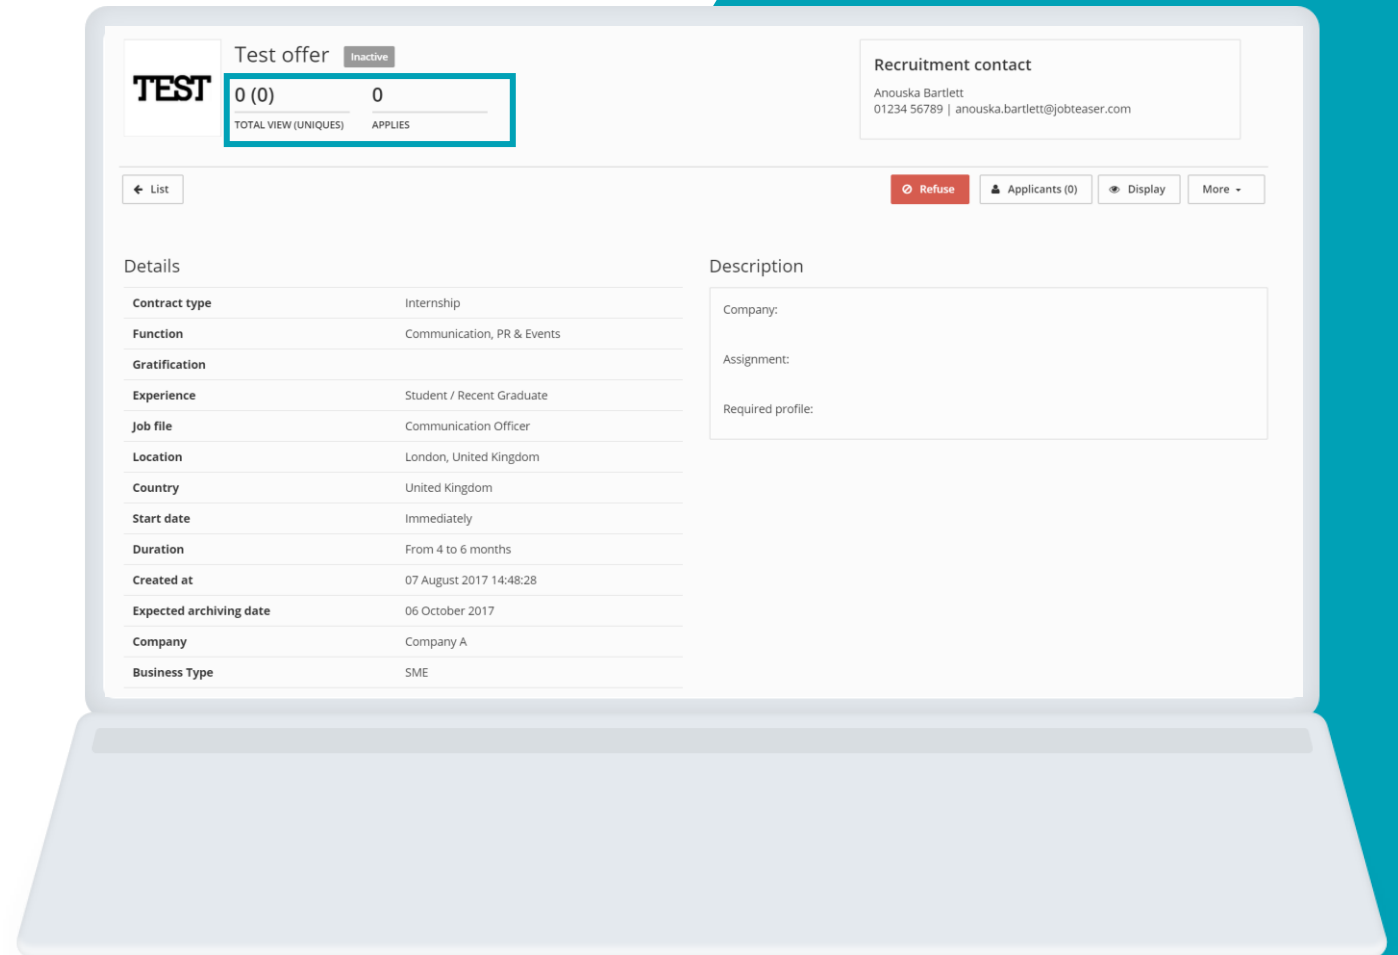 TEST
Test offer Inactive
0 (0) 0
TOTAL VIEW (UNIQUES) APPLIES
Recruitment contact
Anouska Bartlett
01234 56789 | anouska.bartlett@jobteaser.com
List
Refuse Applicants (0) Display More
Details
Contract type Internship
Function Communication, PR & Events
Gratification
Experience Student / Recent Graduate
Job file Communication Officer
Location London, United Kingdom
Country United Kingdom
Start date Immediately
Duration From 4 to 6 months
Created at 07 August 2017 14:48:28
Expected archiving date 06 October 2017
Company Company A
Business Type SME
Description
Company:
Assignment:
Required profile: